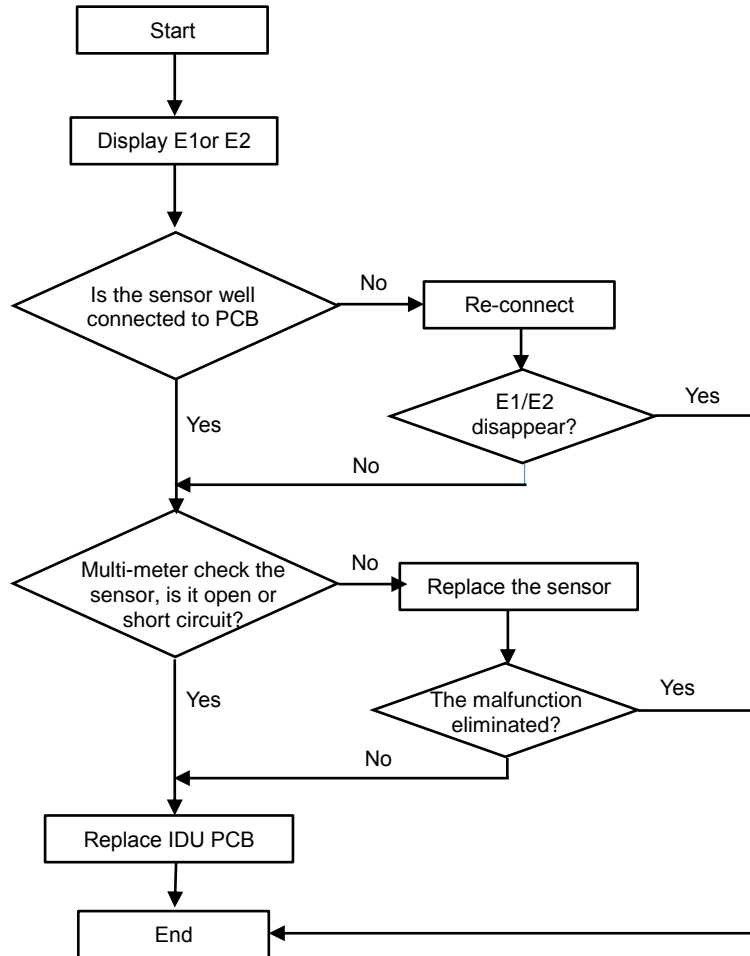 Start
Display E1or E2
Is the sensor well
connected to PCB
No
Re-connect
E1/E2
disappear?
Yes
Yes
No
Multi-meter check the
sensor, is it open or
short circuit?
No
Replace the sensor
The malfunction
eliminated?
Yes
Yes
No
Replace IDU PCB
End